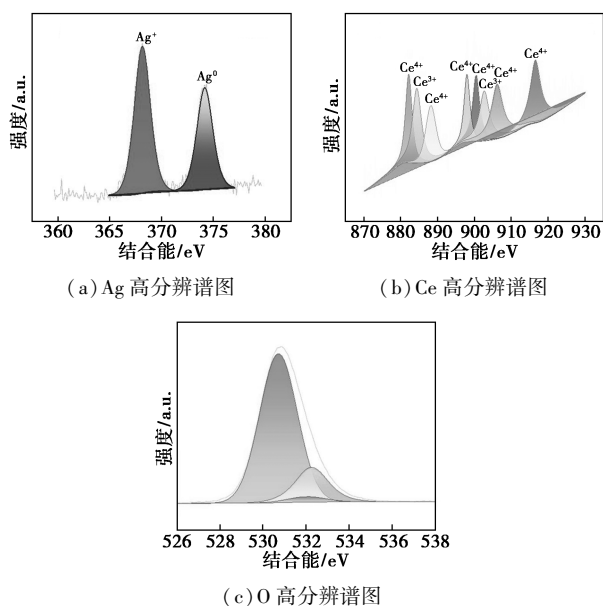 Ag⁺
Ag⁰
强度/a.u.
360 365 370 375 380
结合能/eV
(a)Ag 高分辨谱图
Ce⁴⁺
Ce³⁺
Ce⁴⁺
Ce⁴⁺
Ce⁴⁺
Ce³⁺
Ce⁴⁺
Ce⁴⁺
强度/a.u.
870 880 890 900 910 920 930
结合能/eV
(b)Ce 高分辨谱图
强度/a.u.
526 528 530 532 534 536 538
结合能/eV
(c)O 高分辨谱图